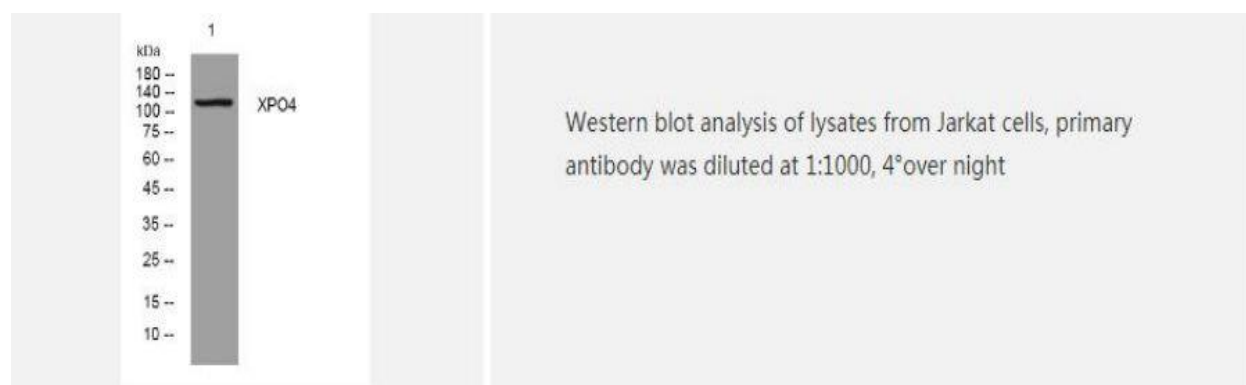 1
kDa
180 --
140 --
100 --
XPO4
75 --
60 --
45 --
35 --
25 --
15 --
10 --
Western blot analysis of lysates from Jarkat cells, primary
antibody was diluted at 1:1000, 4°over night